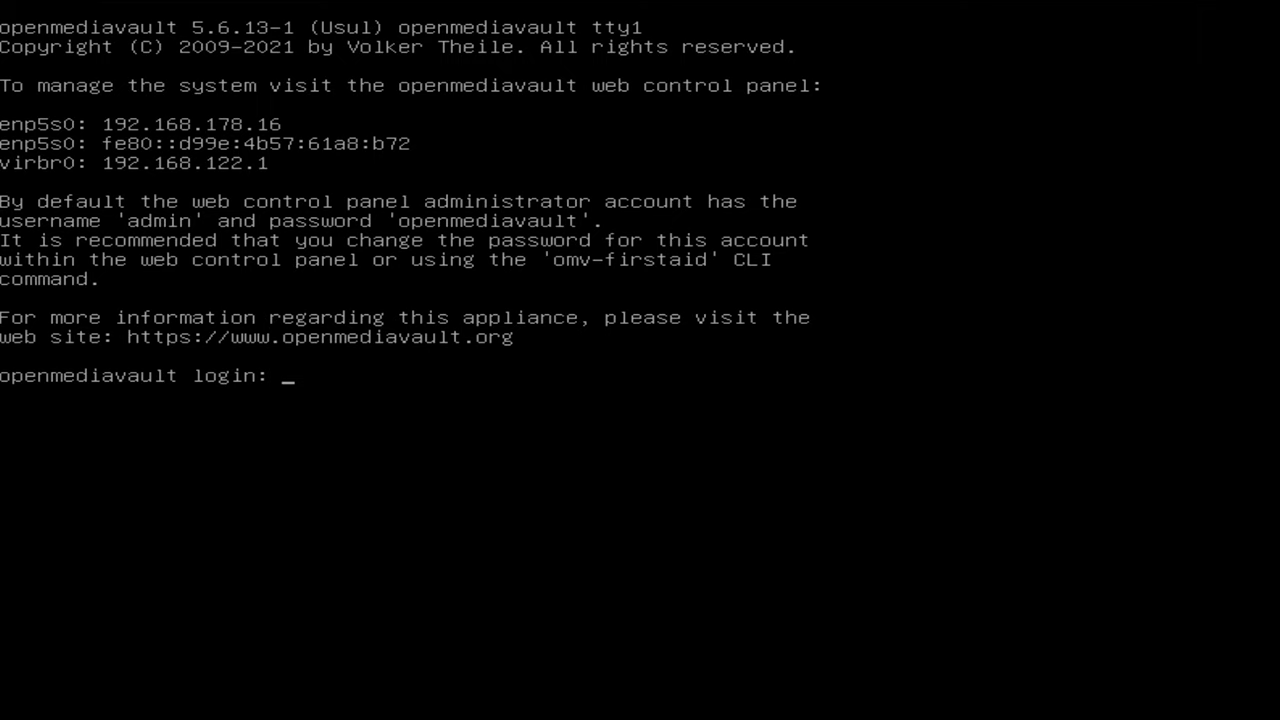 openmediavault 5.6.13-1 (Usul) openmediavault tty1
Copyright (C) 2009-2021 by Volker Theile. All rights reserved.
To manage the system visit the openmediavault web control panel:
enp5s0: 192.168.178.16
enp5s0: fe80::d99e:4b57:61a8:b72
virbr0: 192.168.122.1
By default the web control panel administrator account has the
username 'admin' and password 'openmediavault'.
It is recommended that you change the password for this account
within the web control panel or using the 'omv-firstaid' CLI
command.
For more information regarding this appliance, please visit the
web site: https://www.openmediavault.org
openmediavault login: _